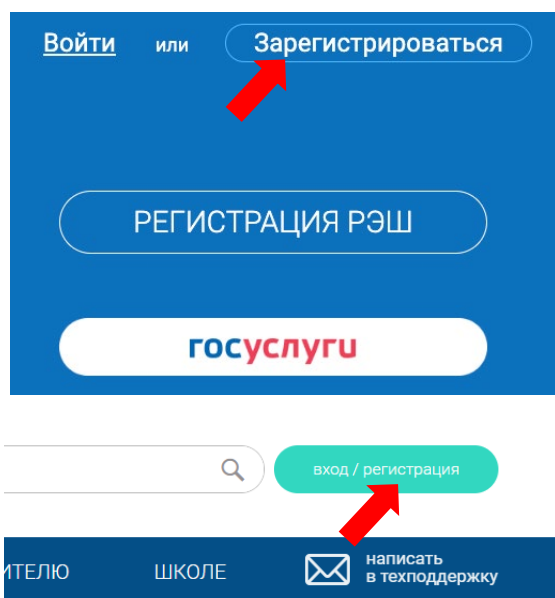 Войти или Зарегистрироваться
РЕГИСТРАЦИЯ РЭШ
госуслуги
вход / регистрация
ИТЕЛЮ ШКОЛЕ написать
в техподдержку